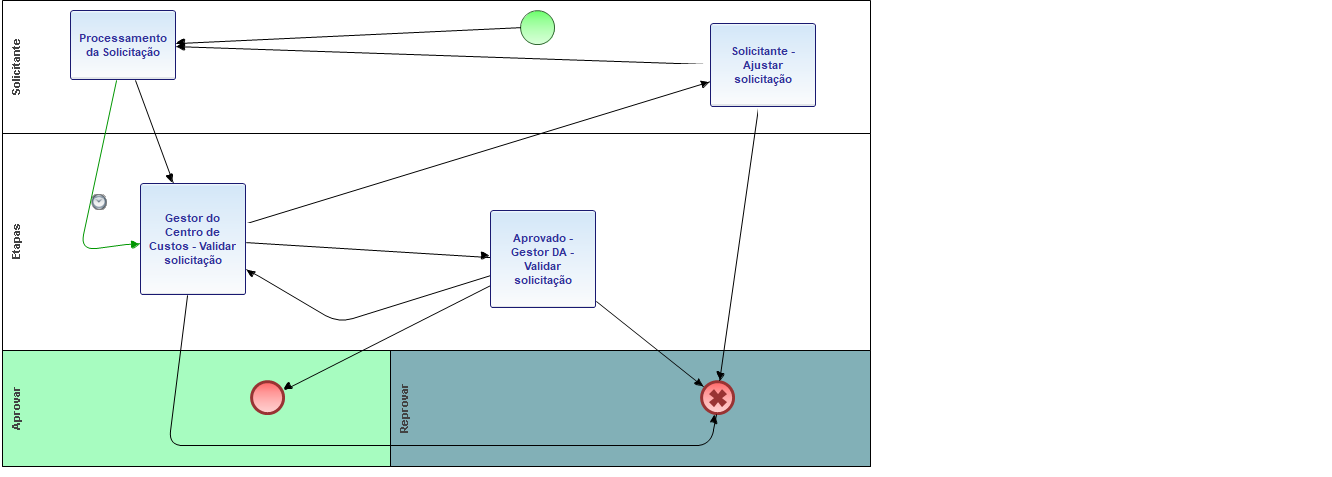 Solicitante
Processamento
da Solicitação
Solicitante -
Ajustar
solicitação
Etapas
Gestor do
Centro de
Custos - Validar
solicitação
Aprovado -
Gestor DA -
Validar
solicitação
Aprovar
Reprovar